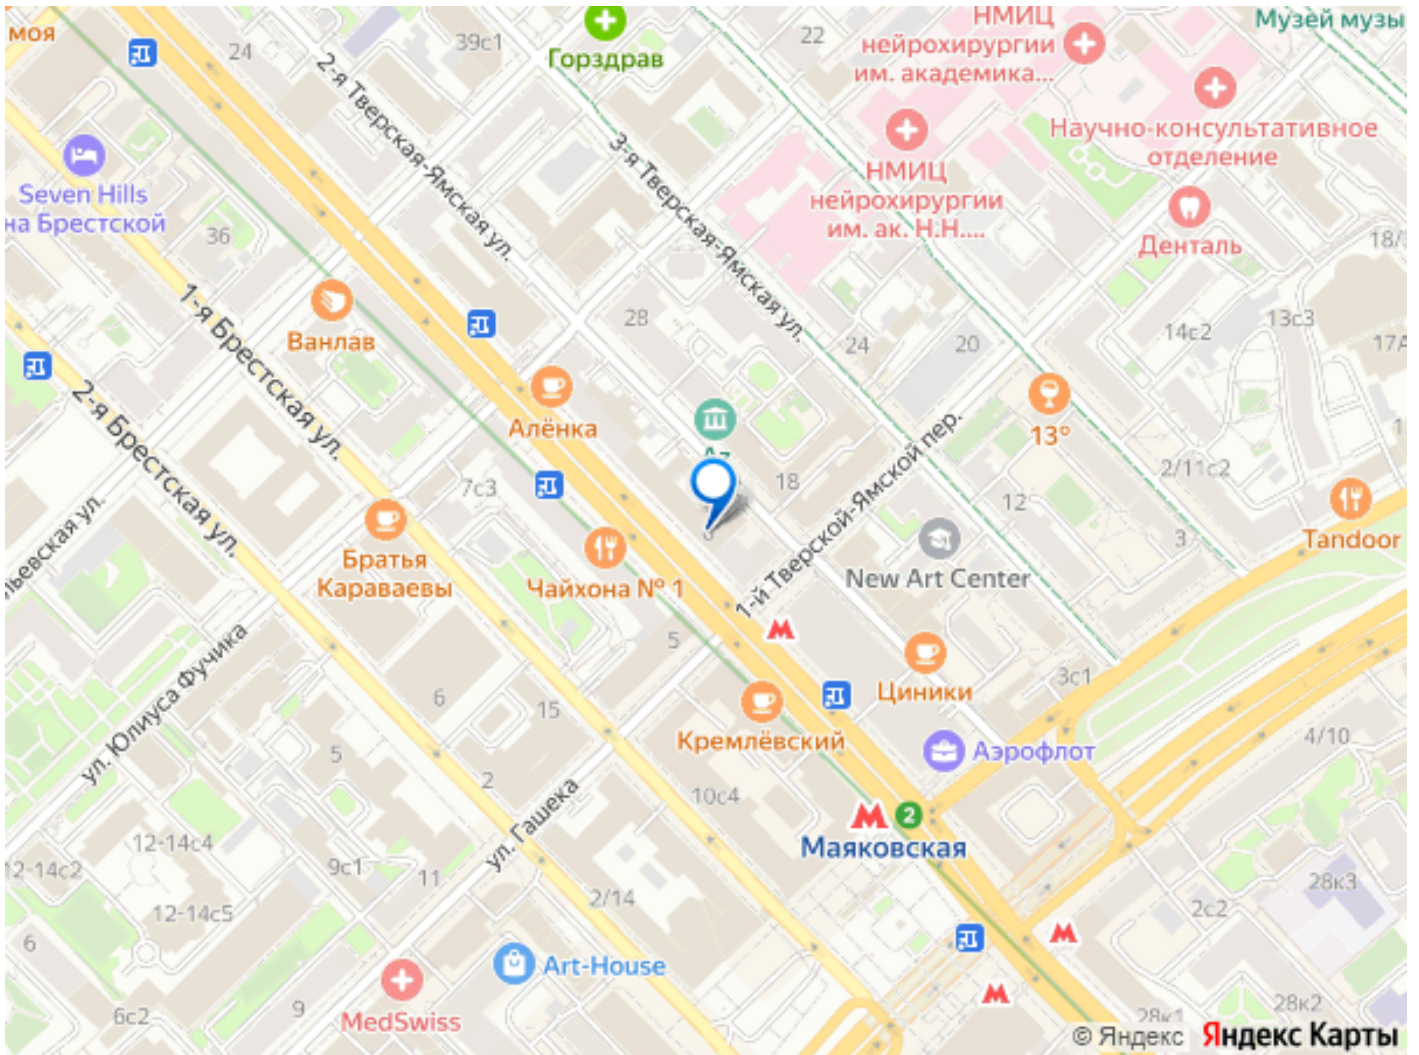 моя
24
39с1
Горздрав
22
НМИЦ
нейрохирургии
им. академика...
Музей музы
Научно-консультативное
отделение
НМИЦ
нейрохирургии
им. ак. Н.Н....
Денталь
Seven Hills
на Брестской
36
2-я Тверская-Ямская ул.
3-я Тверская-Ямская ул.
18/3
Ванлав
28
24
20
14с2
13с3
17А
1-я Брестская ул.
2-я Брестская ул.
Алёнка
13°
7с3
18
12
2/11с2
1-й Тверской-Ямской пер.
Братья
Караваевы
Чайхона № 1
New Art Center
3
Tandoor
5
Циники
3с1
ул. Юлиуса Фучика
6
15
Кремлёвский
Аэрофлот
4/10
5
2
10с4
ул. Гашека
Маяковская
2
12-14с4
12-14с2
9с1
11
12-14с5
2/14
28к3
2с2
6
Art-House
9
6с2
MedSwiss
28к1
28к2
© Яндекс
Яндекс Карты